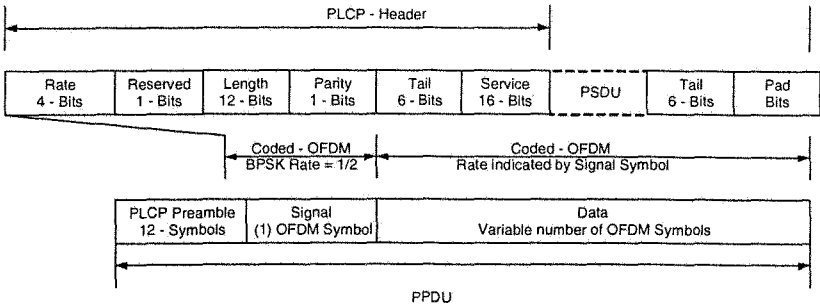 PLCP - Header
Rate
4 - Bits
Reserved
1 - Bits
Length
12 - Bits
Parity
1 - Bits
Tail
6 - Bits
Service
16 - Bits
PSDU
Tail
6 - Bits
Pad
Bits
Coded - OFDM
BPSK Rate = 1/2
Coded - OFDM
Rate indicated by Signal Symbol
PLCP Preamble
12 - Symbols
Signal
(1) OFDM Symbol
Data
Variable number of OFDM Symbols
PPDU